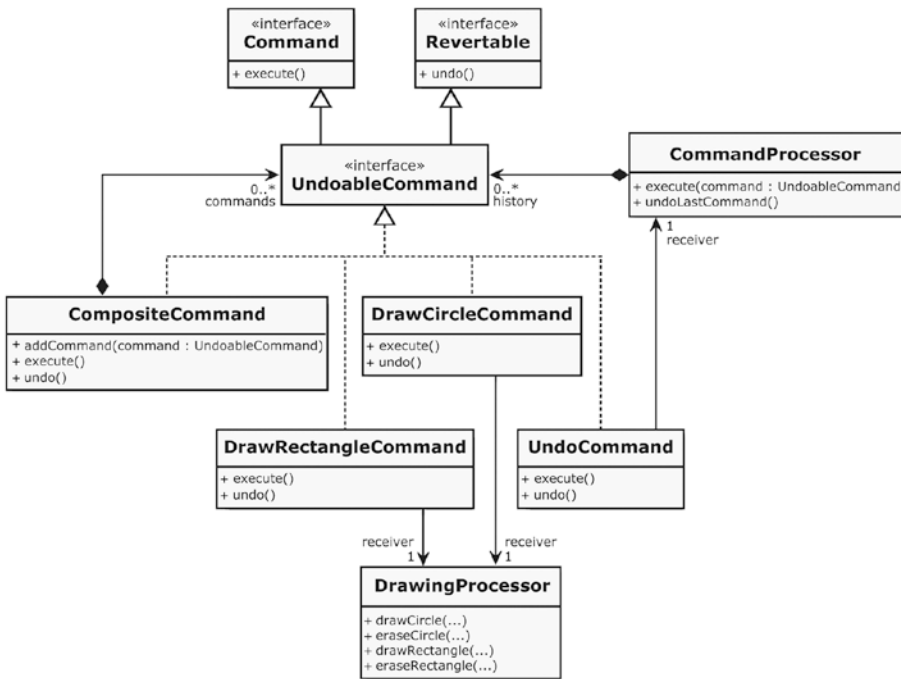 «interface»
Command
+ execute()
«interface»
Revertable
+ undo()
«interface»
UndoableCommand
0..*
commands
0..*
history
CommandProcessor
+ execute(command : UndoableCommand
+ undoLastCommand()
1
receiver
CompositeCommand
+ addCommand(command : UndoableCommand)
+ execute()
+ undo()
DrawCircleCommand
+ execute()
+ undo()
DrawRectangleCommand
+ execute()
+ undo()
UndoCommand
+ execute()
+ undo()
receiver
1
receiver
1
DrawingProcessor
+ drawCircle(...)
+ eraseCircle(...)
+ drawRectangle(...)
+ eraseRectangle(...)